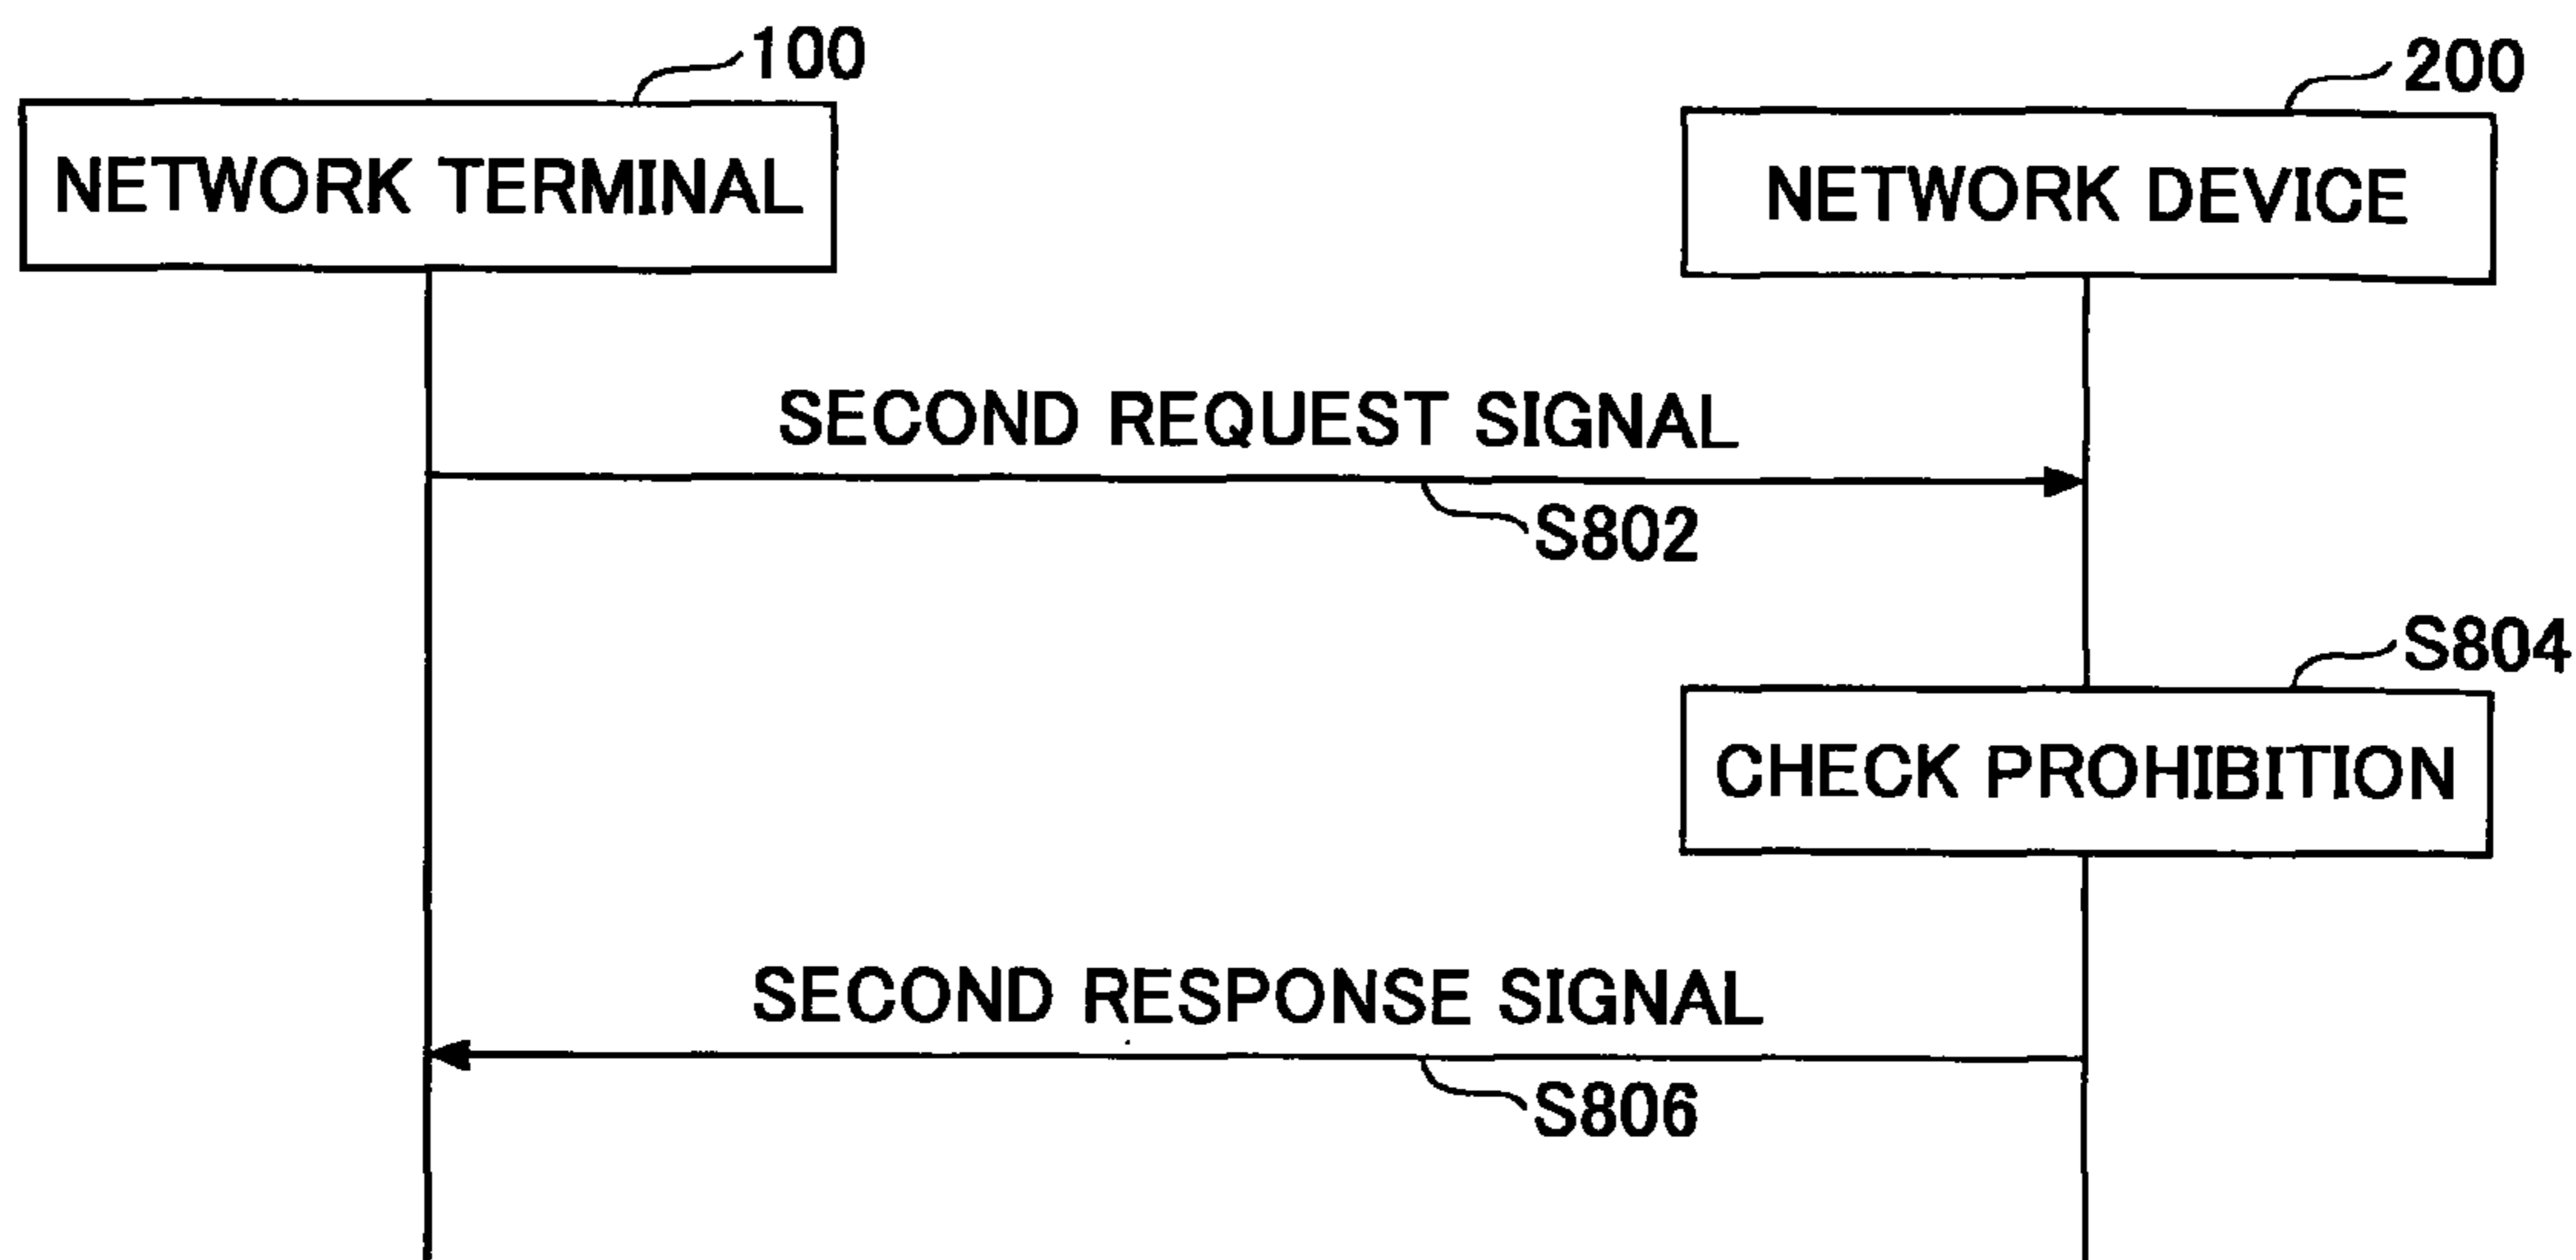 100
200
NETWORK TERMINAL
NETWORK DEVICE
SECOND REQUEST SIGNAL
S802
S804
CHECK PROHIBITION
SECOND RESPONSE SIGNAL
S806